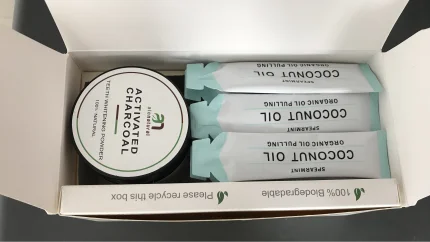 ACTIVATED
CHARCOAL
TEETH WHITENING POWDER
100% NATURAL
COCONUT OIL
ORGANIC OIL PULLING
SPEARMINT
COCONUT OIL
ORGANIC OIL PULLING
SPEARMINT
COCONUT OIL
ORGANIC OIL PULLING
SPEARMINT
100% Biodegradable
Please recycle this box